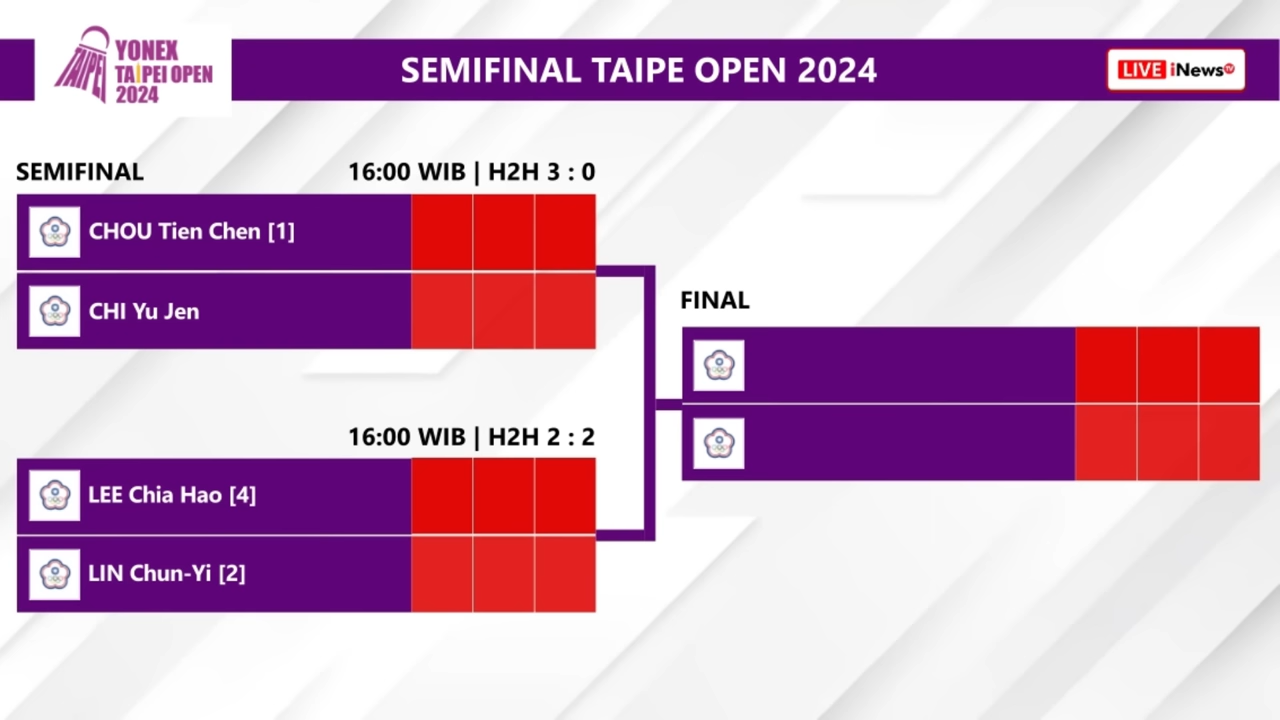 TAIPEI
YONEX
TAIPEI OPEN
2024
SEMIFINAL TAIPE OPEN 2024
LIVE iNews TV
SEMIFINAL
16:00 WIB | H2H 3 : 0
CHOU Tien Chen [1]
CHI Yu Jen
FINAL
16:00 WIB | H2H 2 : 2
LEE Chia Hao [4]
LIN Chun-Yi [2]